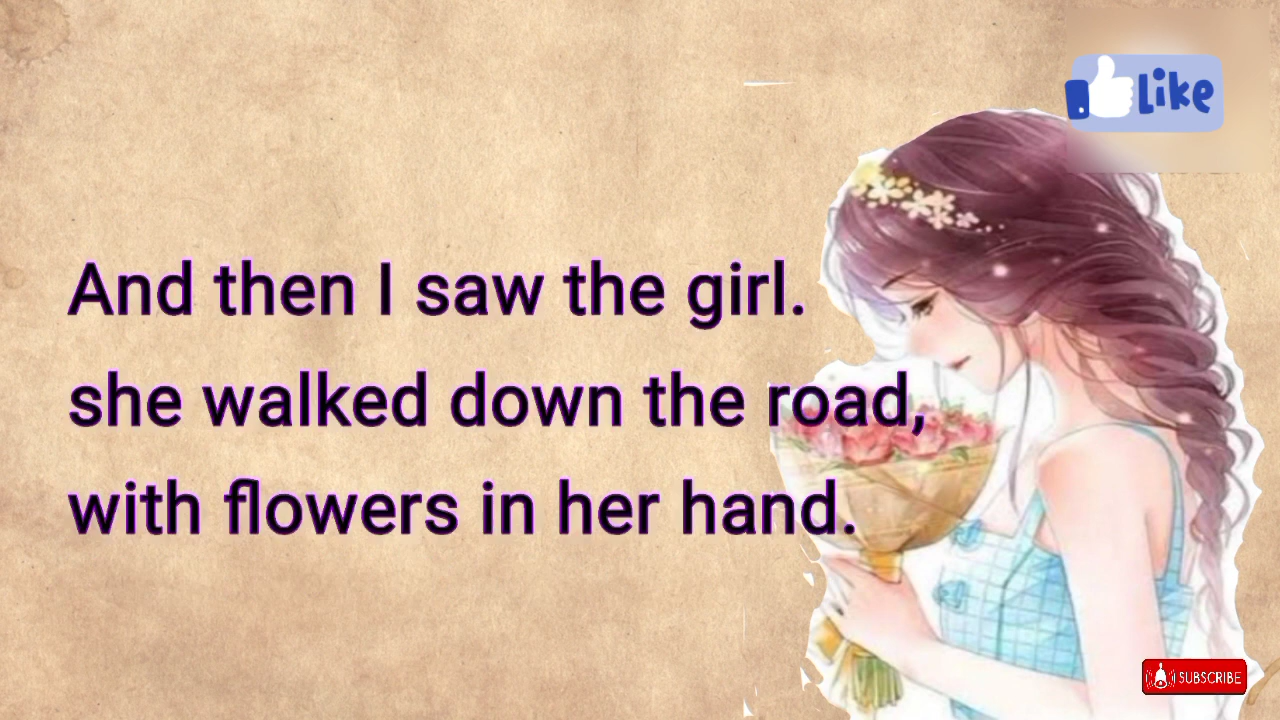 Like
And then I saw the girl.
she walked down the road,
with flowers in her hand.
SUBSCRIBE